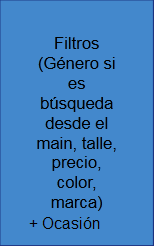 Filtros
(Género si
es
búsqueda
desde el
main, talle,
precio,
color,
marca)
+ Ocasión